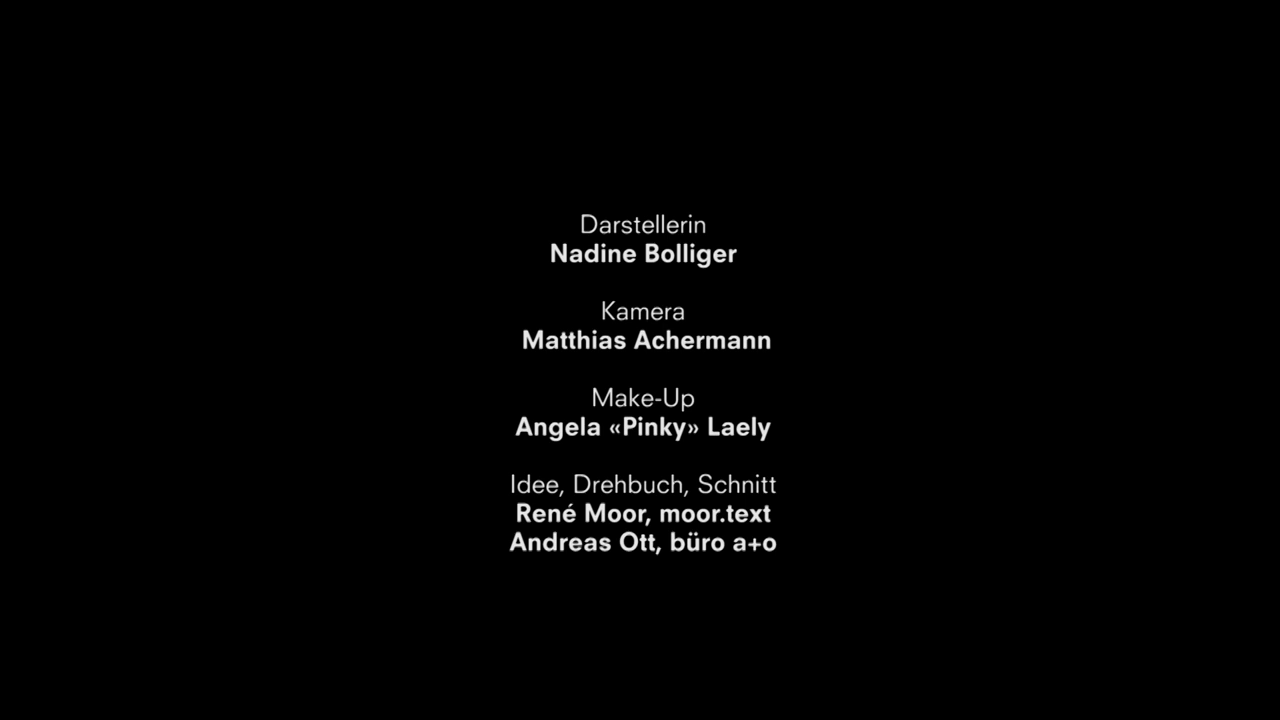 Darstellerin
Nadine Bolliger
Kamera
Matthias Achermann
Make-Up
Angela «Pinky» Laely
Idee, Drehbuch, Schnitt
René Moor, moor.text
Andreas Ott, büro a+o